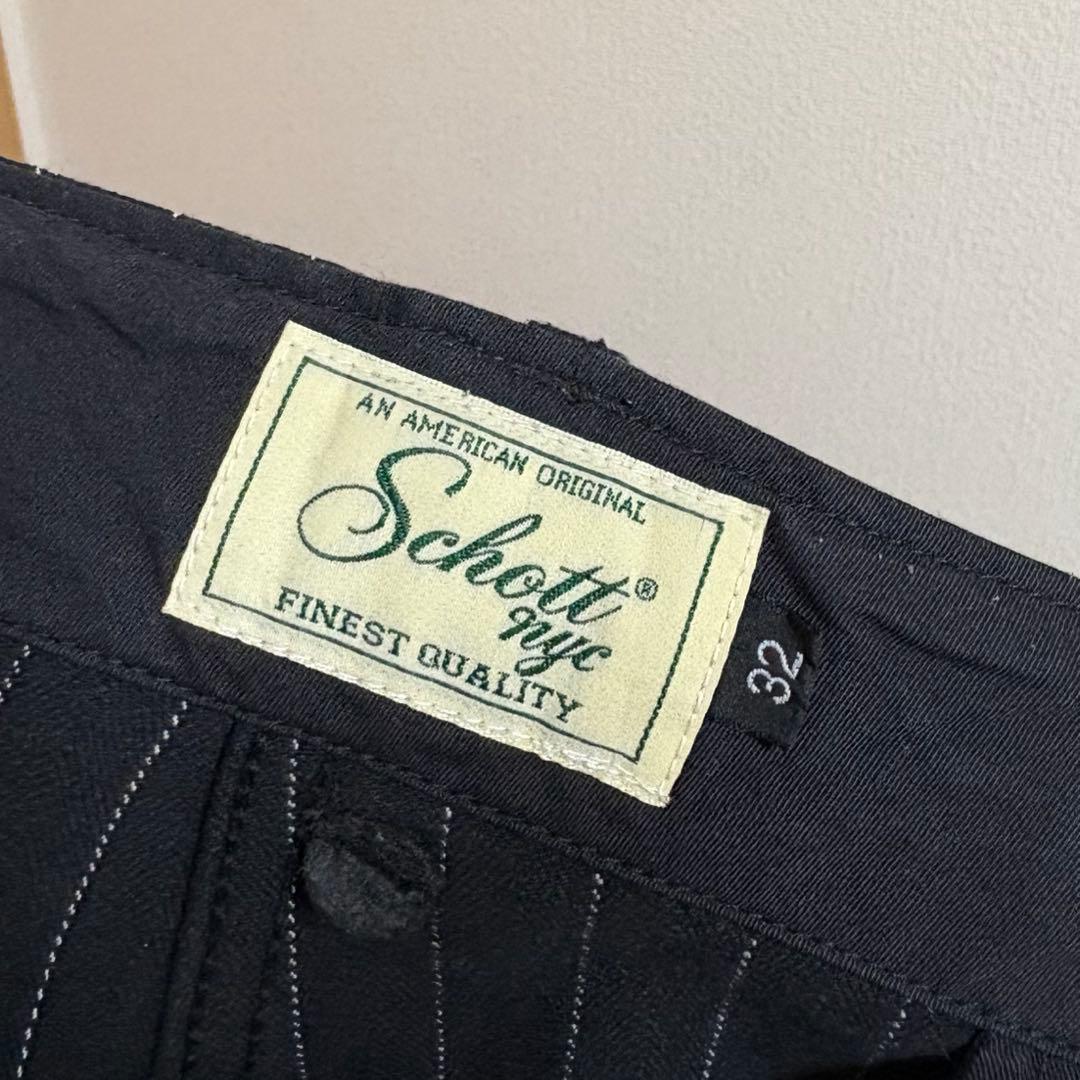 AN AMERICAN ORIGINAL
Schott®
nyc
FINEST QUALITY
32